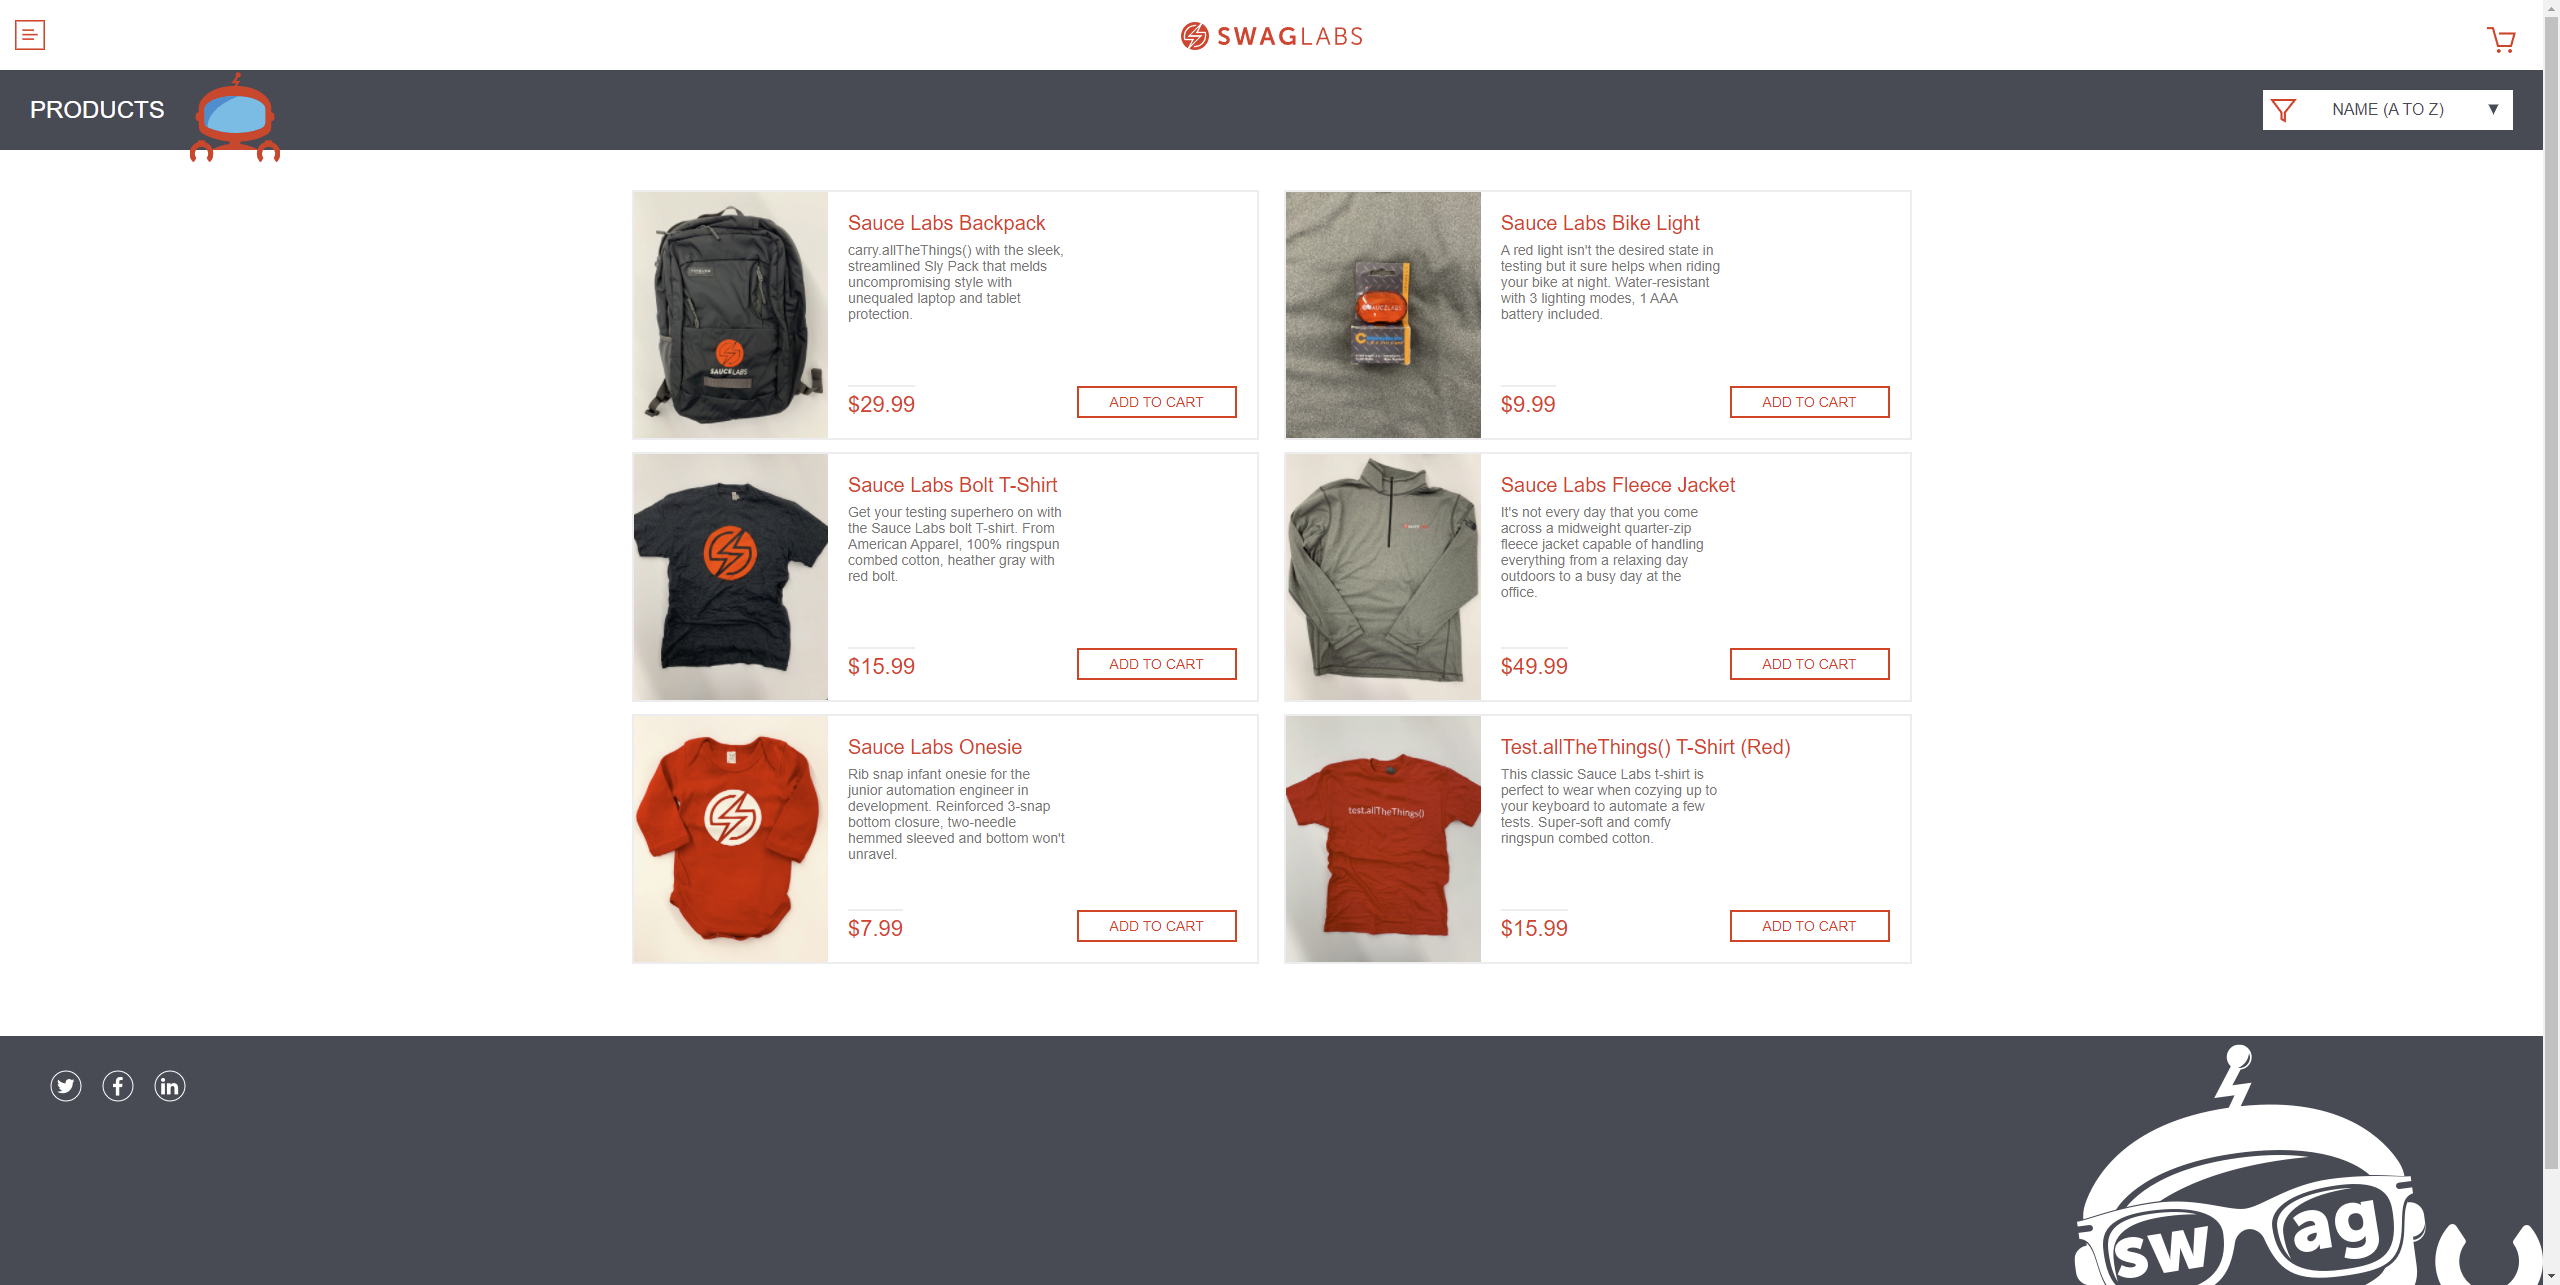 SWAGLABS
PRODUCTS
NAME (A TO Z)
Sauce Labs Backpack
carry.allTheThings() with the sleek,
streamlined Sly Pack that melds
uncompromising style with
unequaled laptop and tablet
protection.
$29.99
ADD TO CART
SAUCELABS
Sauce Labs Bike Light
A red light isn't the desired state in
testing but it sure helps when riding
your bike at night. Water-resistant
with 3 lighting modes, 1 AAA
battery included.
$9.99
ADD TO CART
SAUCELABS
Sauce Labs Bolt T-Shirt
Get your testing superhero on with
the Sauce Labs bolt T-shirt. From
American Apparel, 100% ringspun
combed cotton, heather gray with
red bolt.
$15.99
ADD TO CART
Sauce Labs Fleece Jacket
It's not every day that you come
across a midweight quarter-zip
fleece jacket capable of handling
everything from a relaxing day
outdoors to a busy day at the
office.
$49.99
ADD TO CART
Sauce Labs Onesie
Rib snap infant onesie for the
junior automation engineer in
development. Reinforced 3-snap
bottom closure, two-needle
hemmed sleeved and bottom won't
unravel.
$7.99
ADD TO CART
test.allTheThings()
Test.allTheThings() T-Shirt (Red)
This classic Sauce Labs t-shirt is
perfect to wear when cozying up to
your keyboard to automate a few
tests. Super-soft and comfy
ringspun combed cotton.
$15.99
ADD TO CART
swag